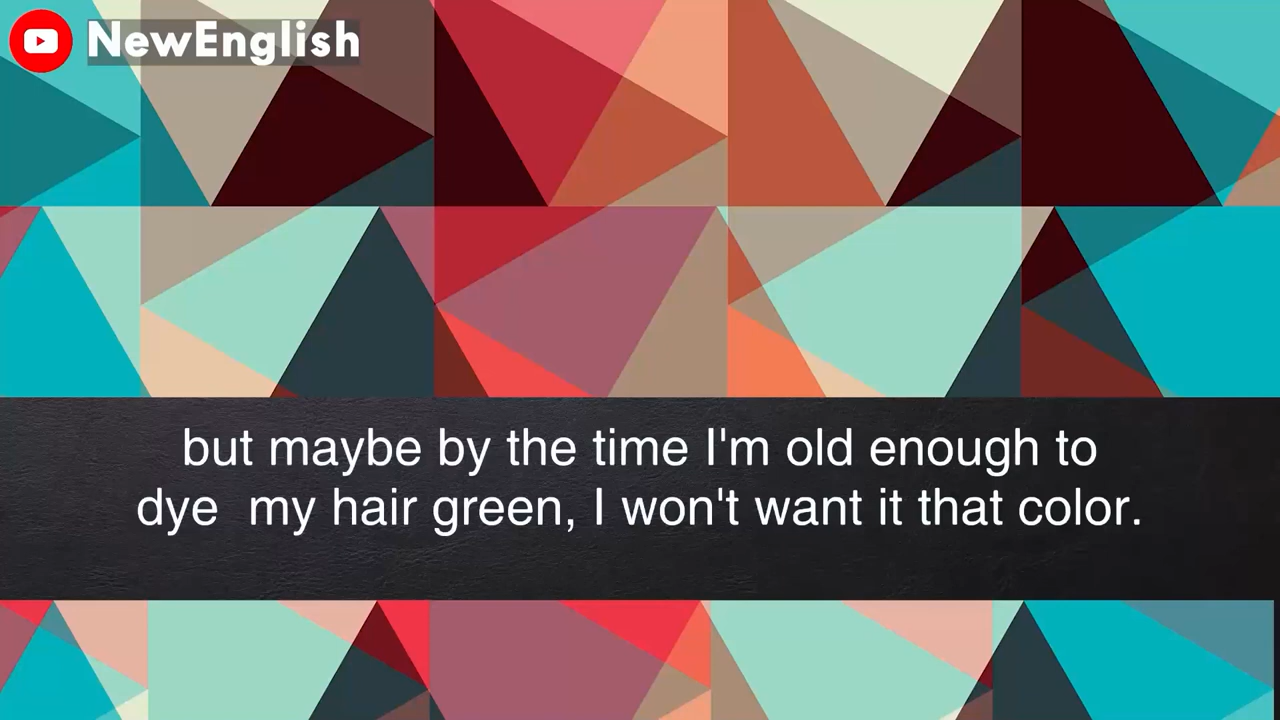 NewEnglish
but maybe by the time I'm old enough to
dye  my hair green, I won't want it that color.